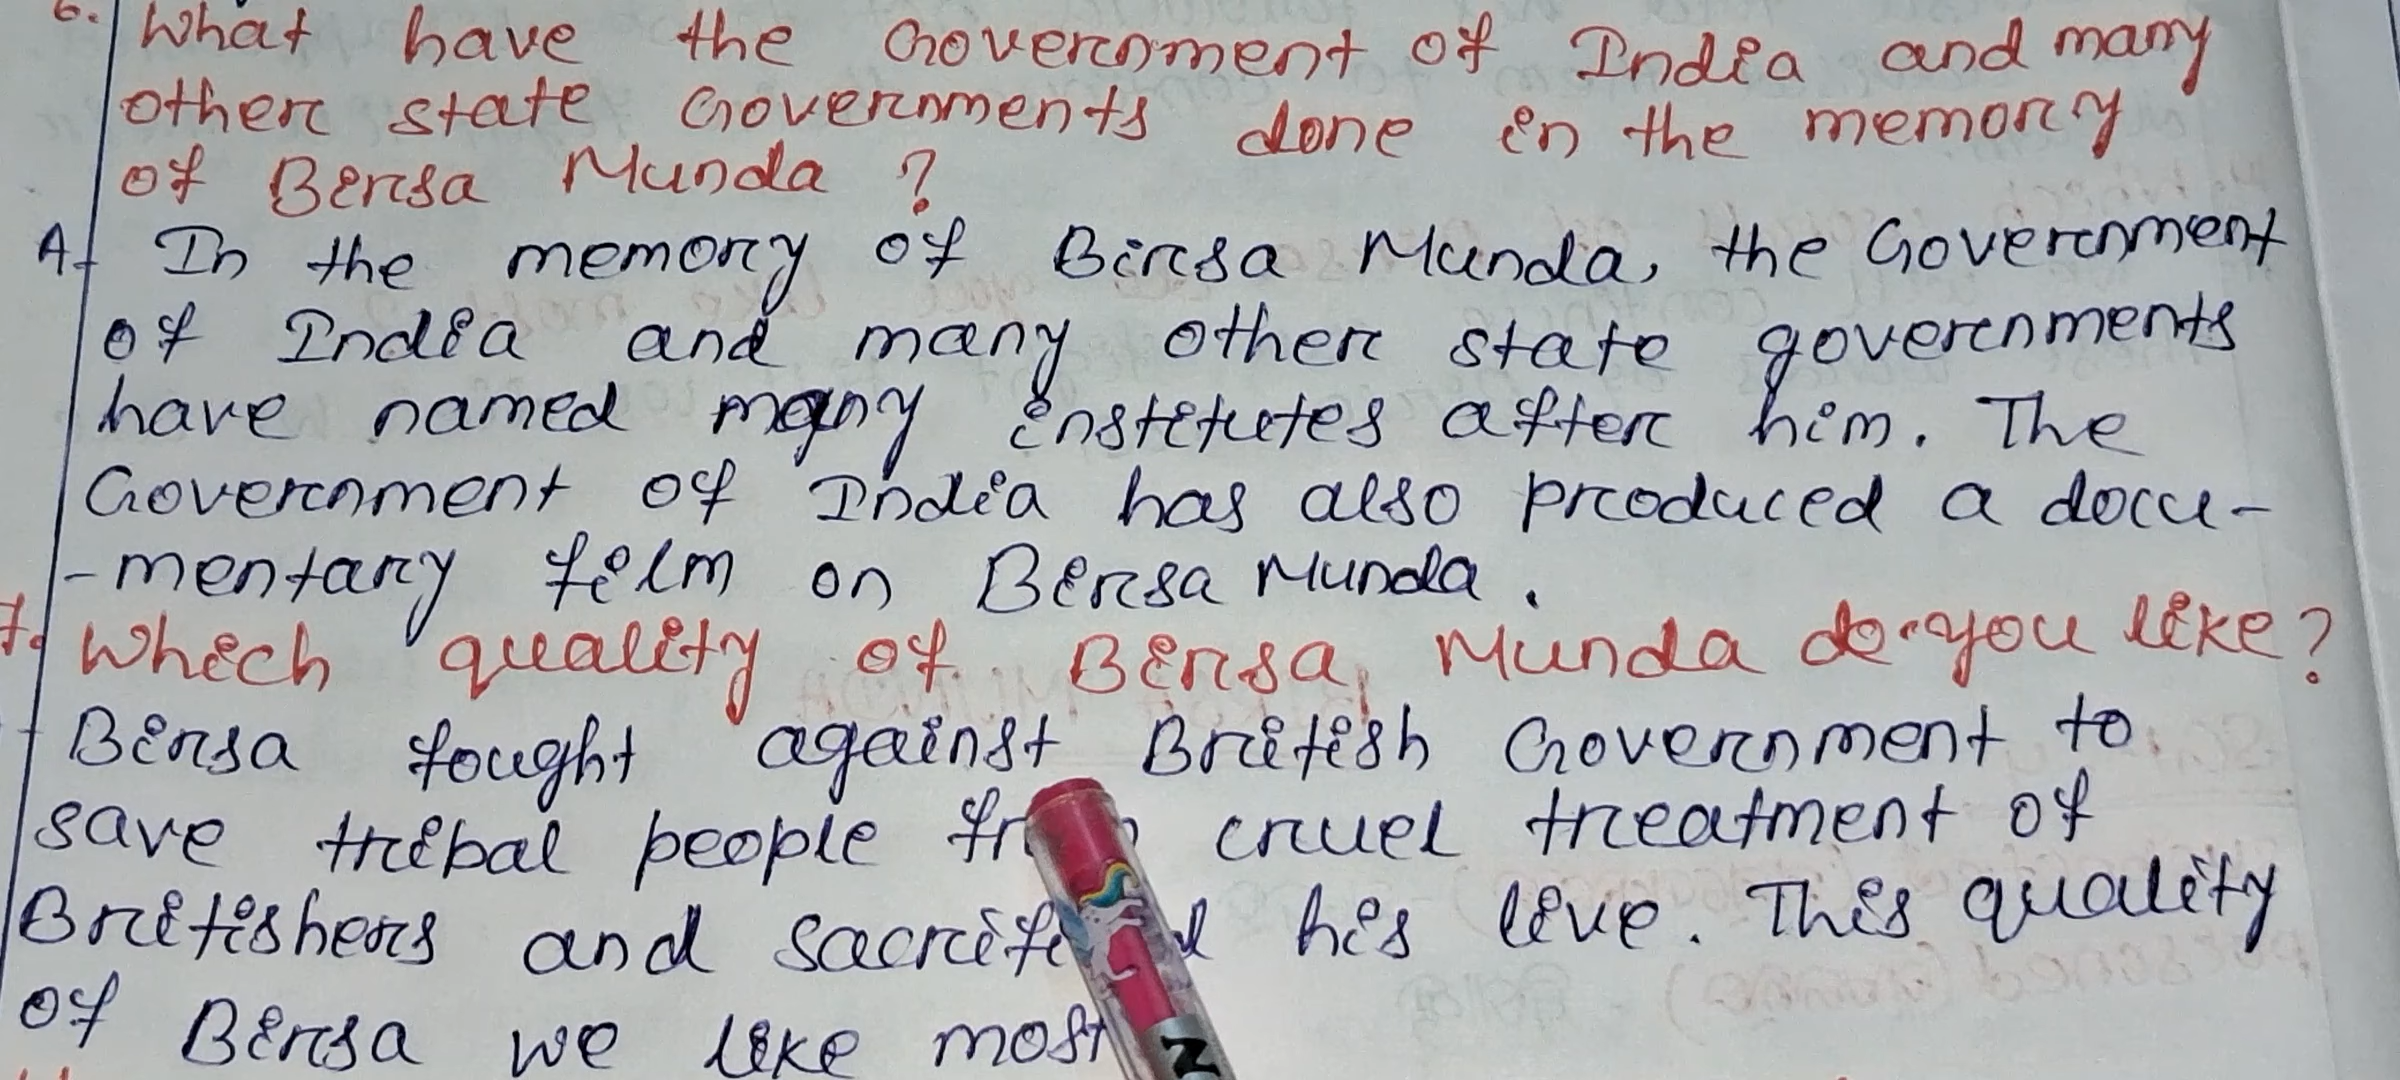 6. What have the Government of India and many
other state Governments done in the memory
of Birsa Munda ?
A. In the memory of Birsa Munda, the Government
of India and many other state governments
have named many institutes after him. The
Government of India has also produced a docu-
-mentary film on Birsa Munda.
7. Which quality of Birsa Munda do you like?
Birsa fought against British Government to
save tribal people cruel treatment of
Britishers and his live. This quality
of Birsa we like most